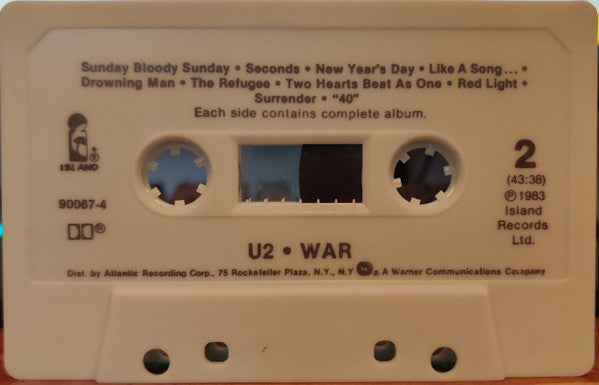 Sunday Bloody Sunday • Seconds • New Year's Day • Like A Song... •
Drowning Man • The Refugee • Two Hearts Beat As One • Red Light •
Surrender • "40"
Each side contains complete album.
ISLAND®
90067-4
2
(43:38)
℗ 1983
Island
Records
Ltd.
U2 • WAR
Dist. by Atlantic Recording Corp., 75 Rockefeller Plaza, N.Y., N.Y. W ® A Warner Communications Company